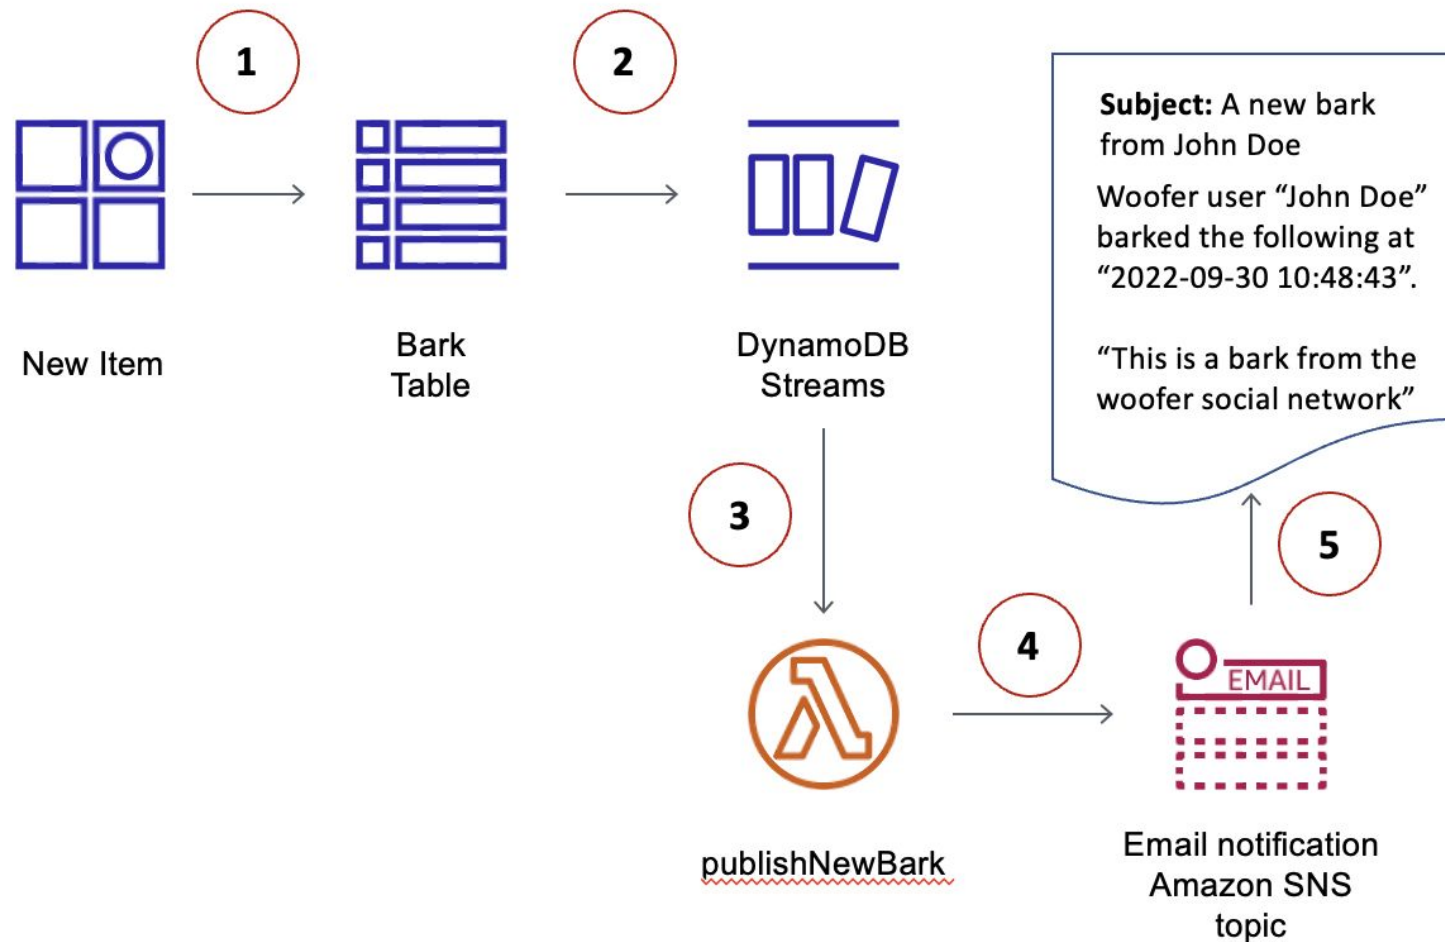 1
2
New Item
Bark
Table
DynamoDB
Streams
Subject: A new bark
from John Doe
Woofer user “John Doe”
barked the following at
“2022-09-30 10:48:43”.
“This is a bark from the
woofer social network”
3
4
5
publishNewBark
EMAIL
Email notification
Amazon SNS
topic